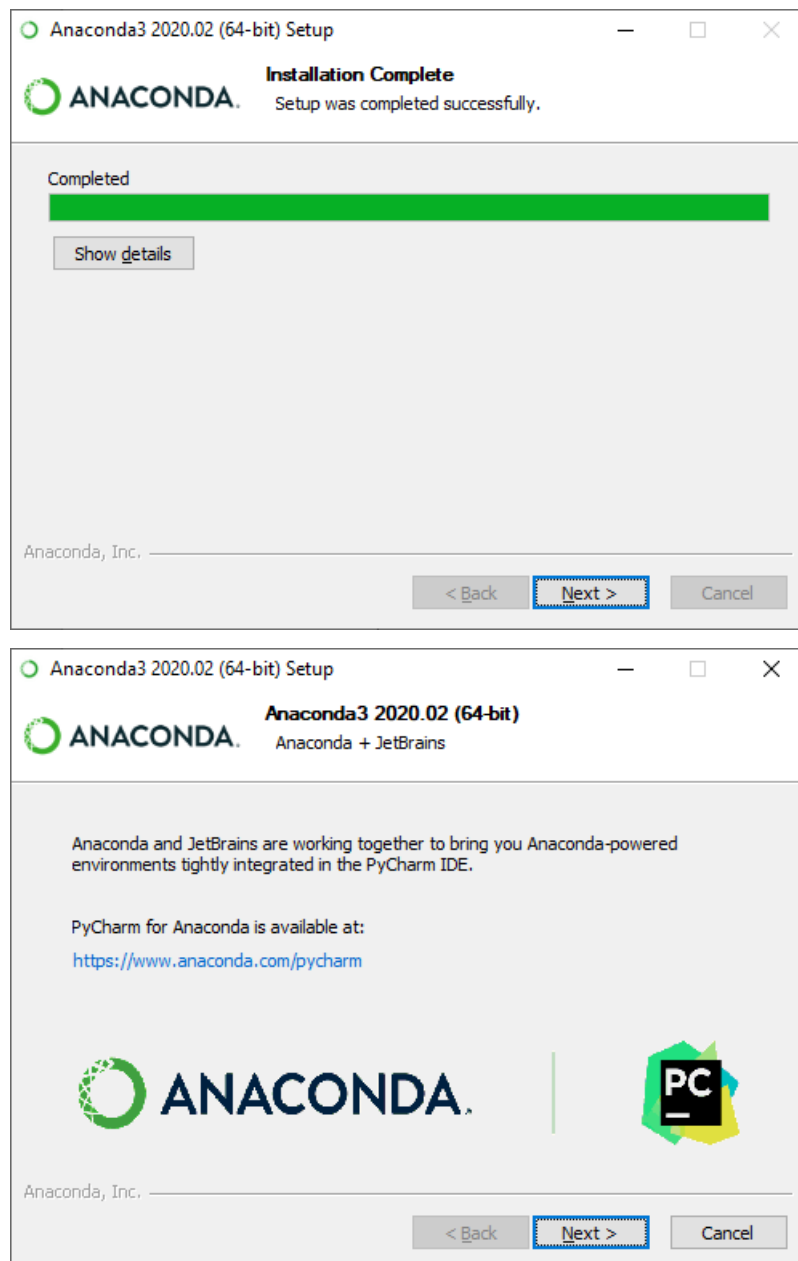 Anaconda3 2020.02 (64-bit) Setup
ANACONDA.
Installation Complete
Setup was completed successfully.
Completed
Show details
Anaconda, Inc.
< Back
Next >
Cancel
Anaconda3 2020.02 (64-bit) Setup
ANACONDA.
Anaconda3 2020.02 (64-bit)
Anaconda + JetBrains
Anaconda and JetBrains are working together to bring you Anaconda-powered
environments tightly integrated in the PyCharm IDE.
PyCharm for Anaconda is available at:
https://www.anaconda.com/pycharm
ANACONDA.
PC
Anaconda, Inc.
< Back
Next >
Cancel